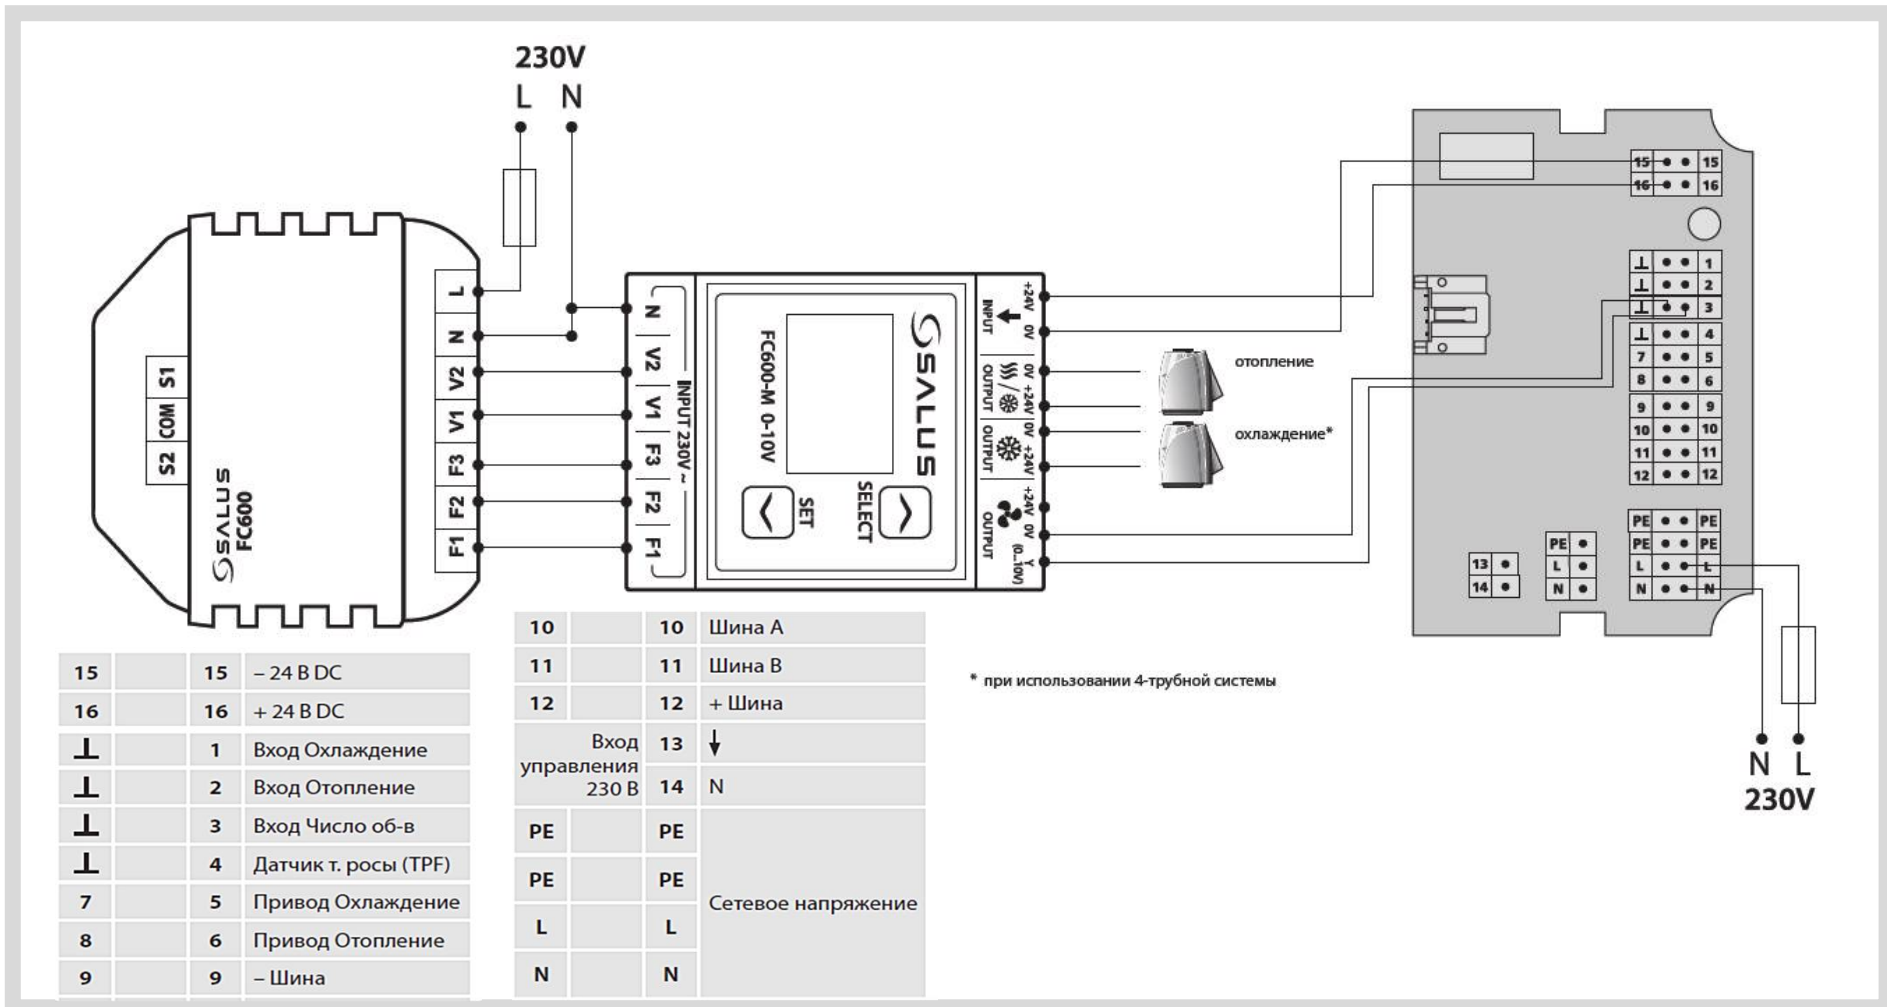 230V
L N
S1
COM
S2
SALUS
FC600
L
N
V2
V1
F3
F2
F1
N
V2
V1
F3
F2
F1
INPUT 230V~
FC600-M 0-10V
SALUS
SET
SELECT
INPUT
+24V
0V
OUTPUT
0V
+24V
OUTPUT
0V
+24V
OUTPUT
+24V
0V
Y
(0...10V)
отопление
охлаждение*
15 15
16 16
⊥ 1
⊥ 2
⊥ 3
⊥ 4
7 5
8 6
9 9
10 10
11 11
12 12
PE PE
PE PE
L L
N N
PE
L
N
13
14
N L
230V
* при использовании 4-трубной системы
15 15 – 24 В DC
16 16 + 24 В DC
⊥ 1 Вход Охлаждение
⊥ 2 Вход Отопление
⊥ 3 Вход Число об-в
⊥ 4 Датчик т. росы (TPF)
7 5 Привод Охлаждение
8 6 Привод Отопление
9 9 – Шина
10 10 Шина A
11 11 Шина B
12 12 + Шина
Вход управления 230 В
13 ↓
14 N
PE PE
PE PE
L L
N N
Сетевое напряжение